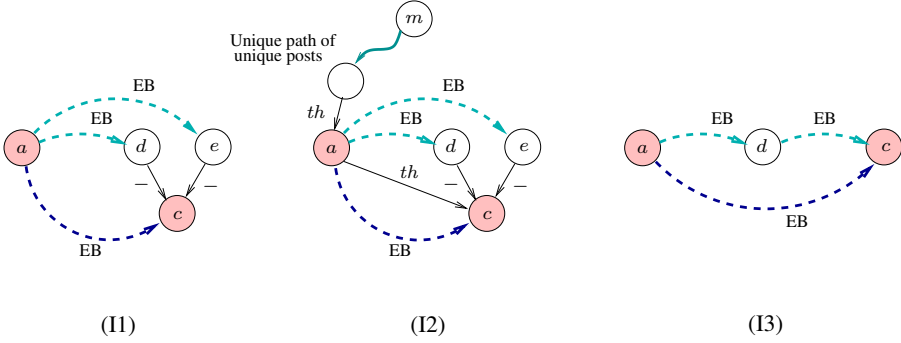 m
Unique path of
unique posts
EB
EB
a
d
e
–
–
c
EB
th
EB
EB
a
d
e
th
–
–
c
EB
EB
EB
a
d
c
EB
(I1)
(I2)
(I3)